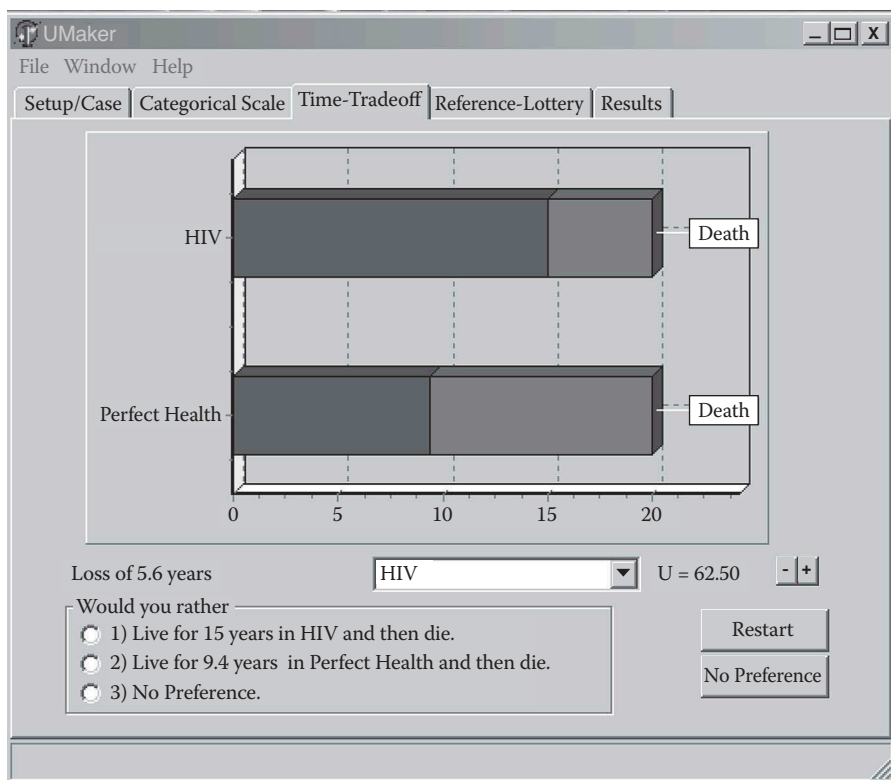 UMaker
File Window Help
Setup/Case Categorical Scale Time-Tradeoff Reference-Lottery Results
HIV
Death
Perfect Health
Death
0 5 10 15 20
Loss of 5.6 years HIV U = 62.50 - +
Would you rather
1) Live for 15 years in HIV and then die.
2) Live for 9.4 years in Perfect Health and then die.
3) No Preference.
Restart
No Preference